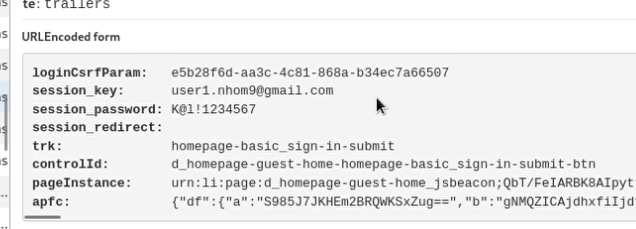 te: trailers
URLEncoded form
loginCsrfParam: e5b28f6d-aa3c-4c81-868a-b34ec7a66507
session_key: user1.nhom9@gmail.com
session_password: K@l!1234567
session_redirect:
trk: homepage-basic_sign-in-submit
controlId: d_homepage-guest-home-homepage-basic_sign-in-submit-btn
pageInstance: urn:li:page:d_homepage-guest-home_jsbeacon;QbT/FeIARBK8AIpyt
apfc: {"df":{"a":"S985J7JKHEm2BRQWKSxZug==","b":"gNMQZICAjdhxfiIjd